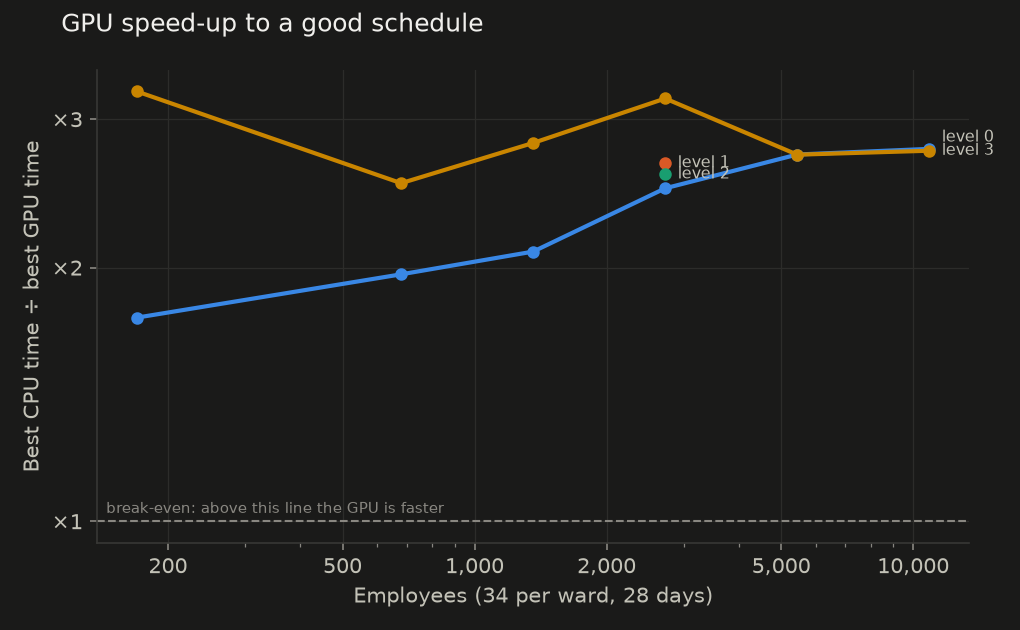 GPU speed-up to a good schedule
Best CPU time ÷ best GPU time
×3
×2
×1
level 0
level 3
level 1
level 2
break-even: above this line the GPU is faster
200
500
1,000
2,000
5,000
10,000
Employees (34 per ward, 28 days)